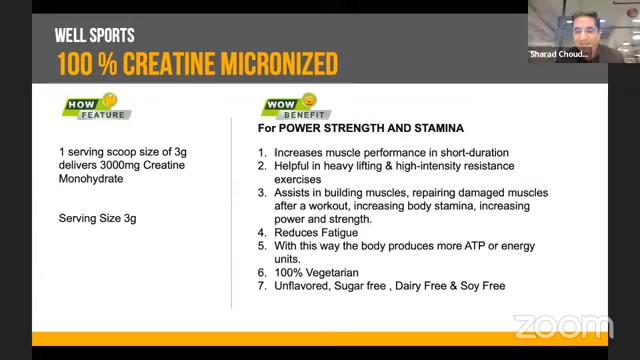 WELL SPORTS
100 % CREATINE MICRONIZED
Sharad Choud...
HOW
FEATURE
WOW
BENEFIT
For POWER STRENGTH AND STAMINA
1 serving scoop size of 3g
delivers 3000mg Creatine
Monohydrate
Serving Size 3g
1. Increases muscle performance in short-duration
2. Helpful in heavy lifting & high-intensity resistance
exercises
3. Assists in building muscles, repairing damaged muscles
after a workout, increasing body stamina, increasing
power and strength.
4. Reduces Fatigue
5. With this way the body produces more ATP or energy
units.
6. 100% Vegetarian
7. Unflavored, Sugar free , Dairy Free & Soy Free
zoom